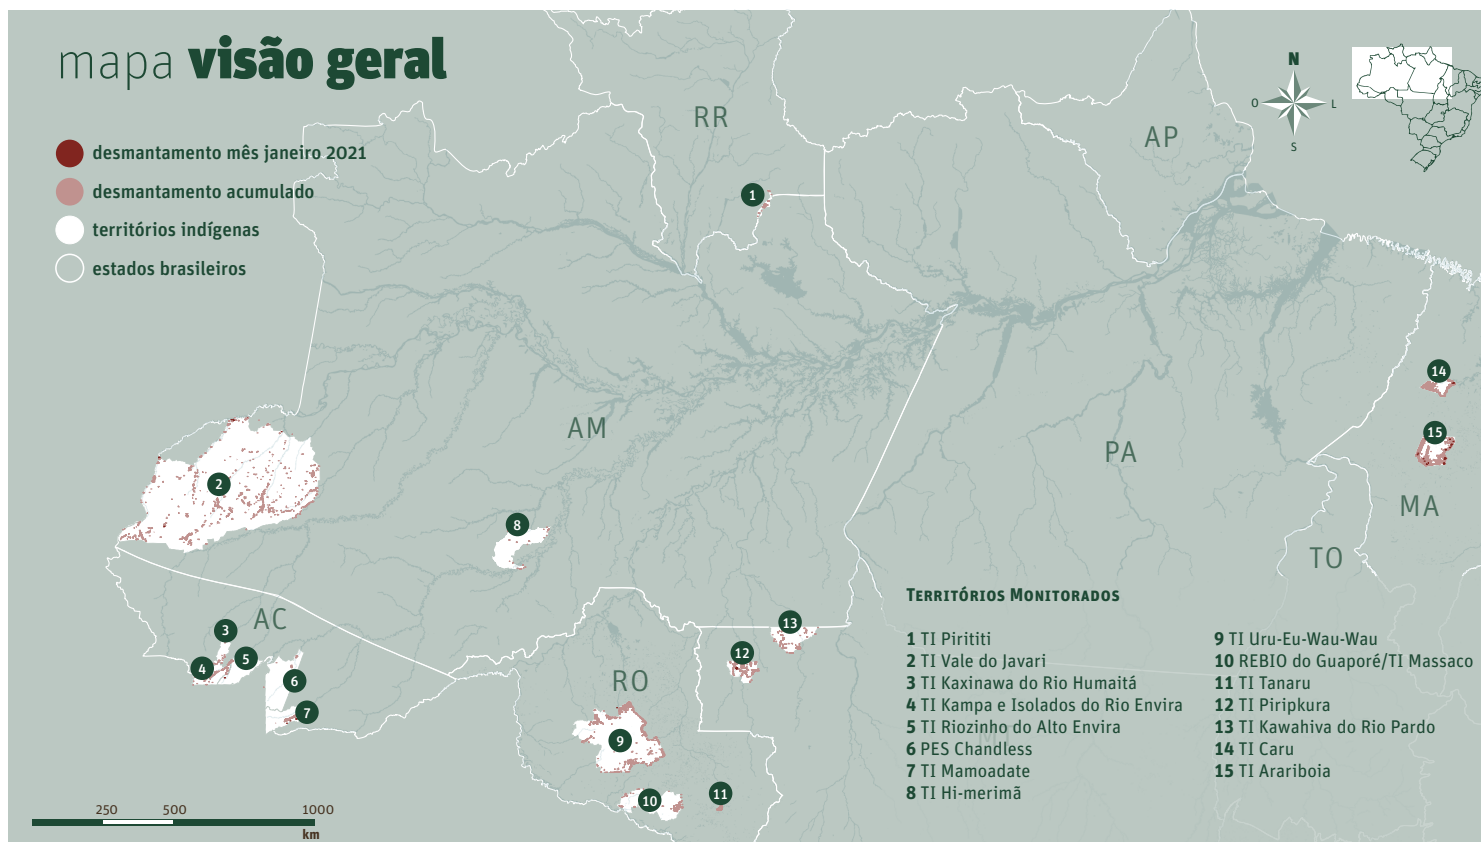 mapa visão geral
desmantamento mês janeiro 2021
desmantamento acumulado
territórios indígenas
estados brasileiros
N
O
L
S
RR
AP
AM
PA
MA
TO
AC
RO
MT
1
2
3
4
5
6
7
8
9
10
11
12
13
14
15
TERRITÓRIOS MONITORADOS
1 TI Pirititi
2 TI Vale do Javari
3 TI Kaxinawa do Rio Humaitá
4 TI Kampa e Isolados do Rio Envira
5 TI Riozinho do Alto Envira
6 PES Chandless
7 TI Mamoadate
8 TI Hi-merimã
9 TI Uru-Eu-Wau-Wau
10 REBIO do Guaporé/TI Massaco
11 TI Tanaru
12 TI Piripkura
13 TI Kawahiva do Rio Pardo
14 TI Caru
15 TI Arariboia
250 500 1000
km